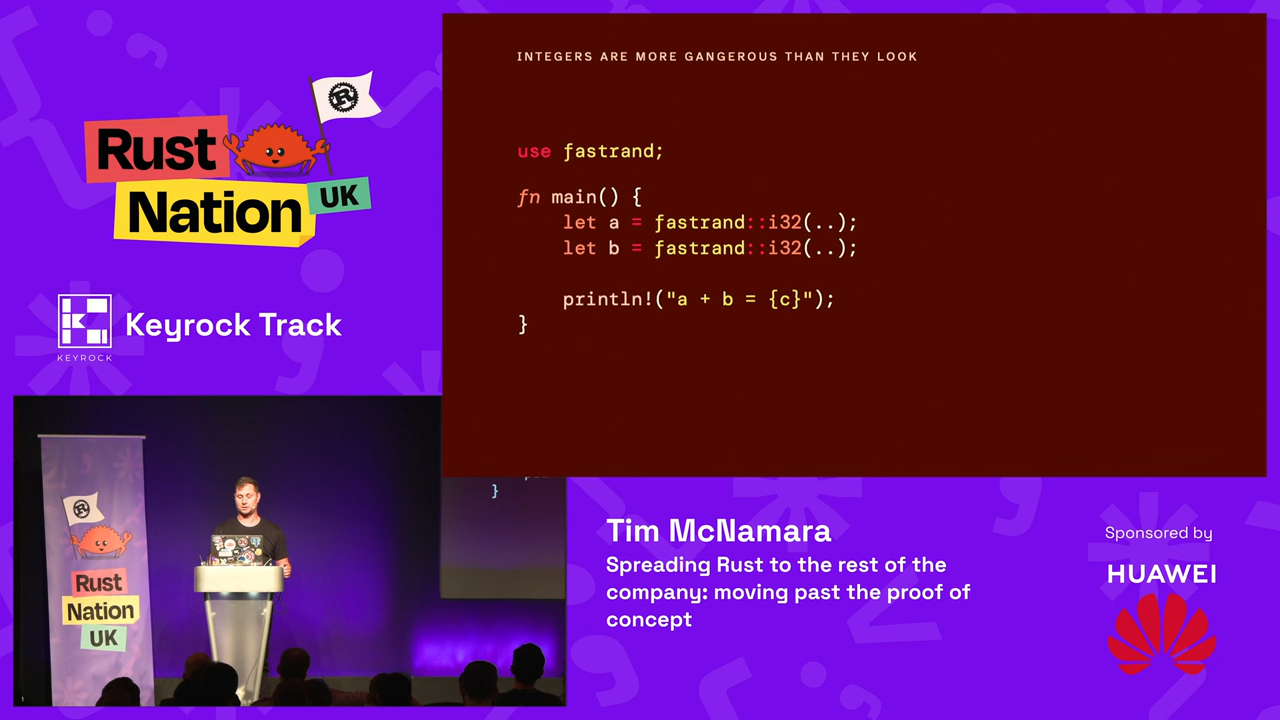 INTEGERS ARE MORE GANGEROUS THAN THEY LOOK
use fastrand;
fn main() {
let a = fastrand::i32(..);
let b = fastrand::i32(..);
println!("a + b = {c}");
}
Rust
Nation
UK
KEYROCK
Keyrock Track
}
Rust
Nation
UK
Tim McNamara
Spreading Rust to the rest of the
company: moving past the proof of
concept
Sponsored by
HUAWEI